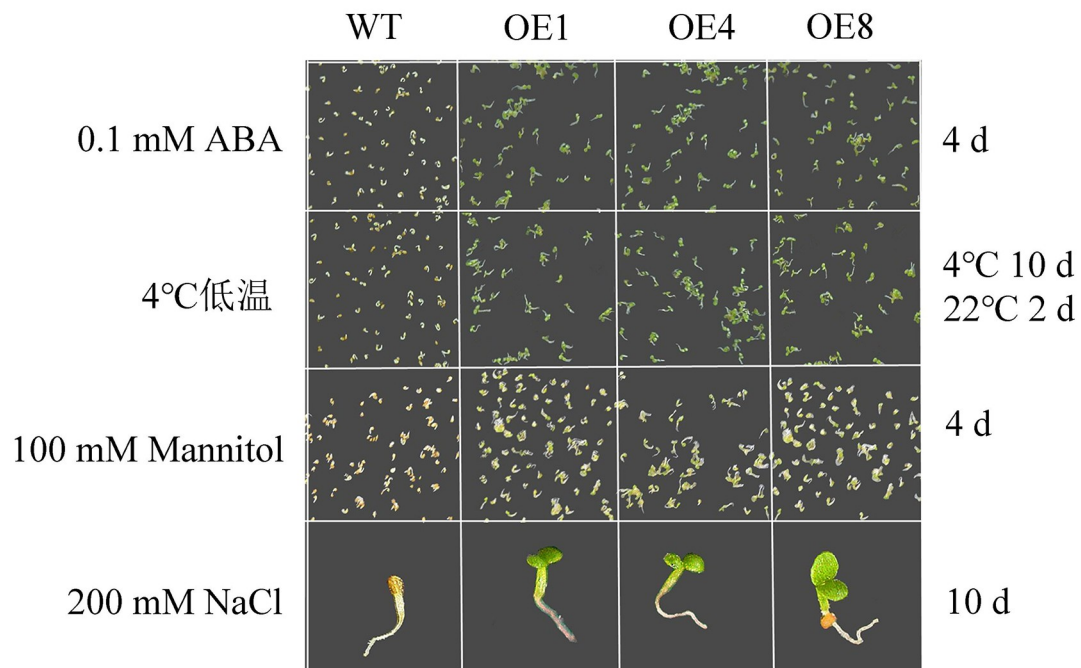 WT OE1 OE4 OE8
0.1 mM ABA 4 d
4℃低温 4℃ 10 d
22℃ 2 d
100 mM Mannitol 4 d
200 mM NaCl 10 d